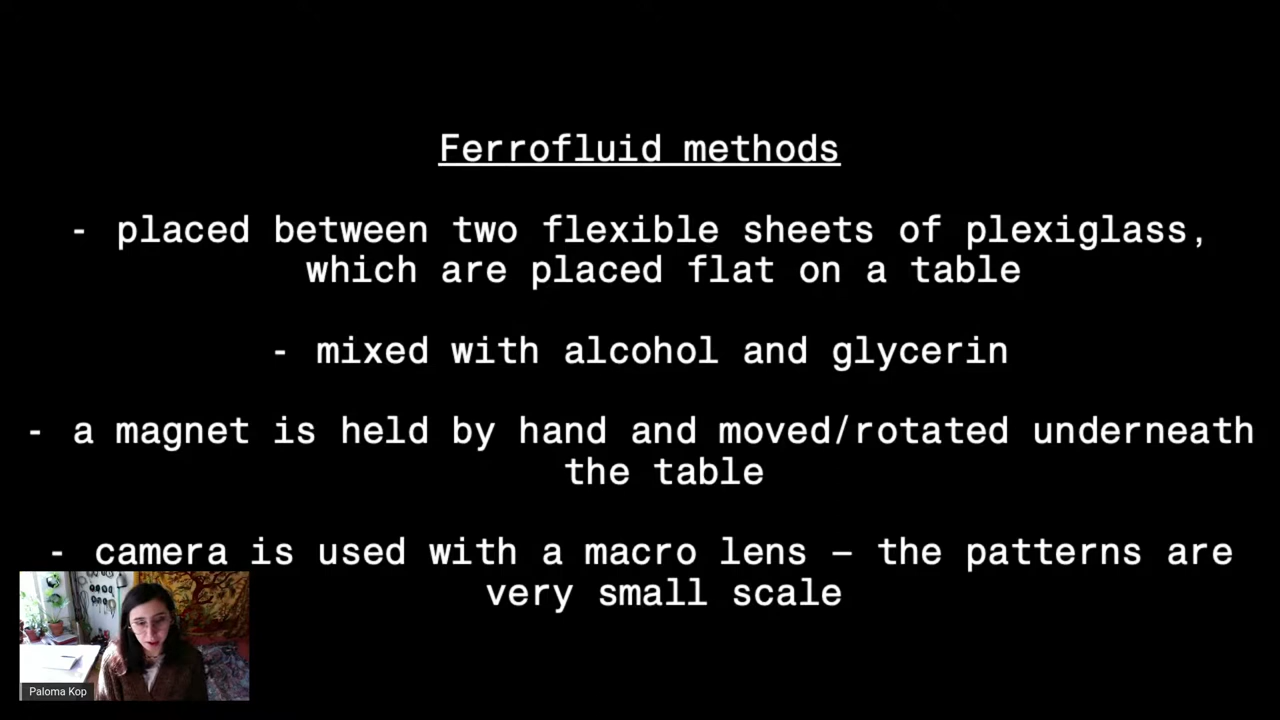 Ferrofluid methods
- placed between two flexible sheets of plexiglass,
which are placed flat on a table
- mixed with alcohol and glycerin
- a magnet is held by hand and moved/rotated underneath
the table
- camera is used with a macro lens – the patterns are
very small scale
Paloma Kop